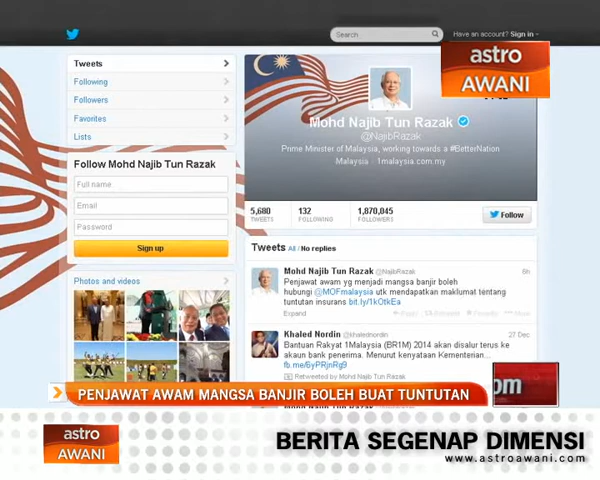 Search
Have an account? Sign in
astro
AWANI
Tweets
Following
Followers
Favorites
Lists
Follow Mohd Najib Tun Razak
Full name
Email
Password
Sign up
Photos and videos
Mohd Najib Tun Razak
@NajibRazak
Prime Minister of Malaysia, working towards a #BetterNation
Malaysia · 1malaysia.com.my
5,680 TWEETS
132 FOLLOWING
1,870,045 FOLLOWERS
Follow
Tweets All / No replies
Mohd Najib Tun Razak @NajibRazak 6h
Penjawat awam yg menjadi mangsa banjir boleh
hubungi @MOFmalaysia utk mendapatkan maklumat tentang
tuntutan insurans bit.ly/1kOtkEa
Expand Reply Retweet Favorite More
Khaled Nordin @khalednordin 27 Dec
Bantuan Rakyat 1Malaysia (BR1M) 2014 akan disalur terus ke
akaun bank penerima. Menurut kenyataan Kementerian...
fb.me/6yPRjnRg9
Retweeted by Mohd Najib Tun Razak
PENJAWAT AWAM MANGSA BANJIR BOLEH BUAT TUNTUTAN
om
astro
AWANI
BERITA SEGENAP DIMENSI
www.astroawani.com